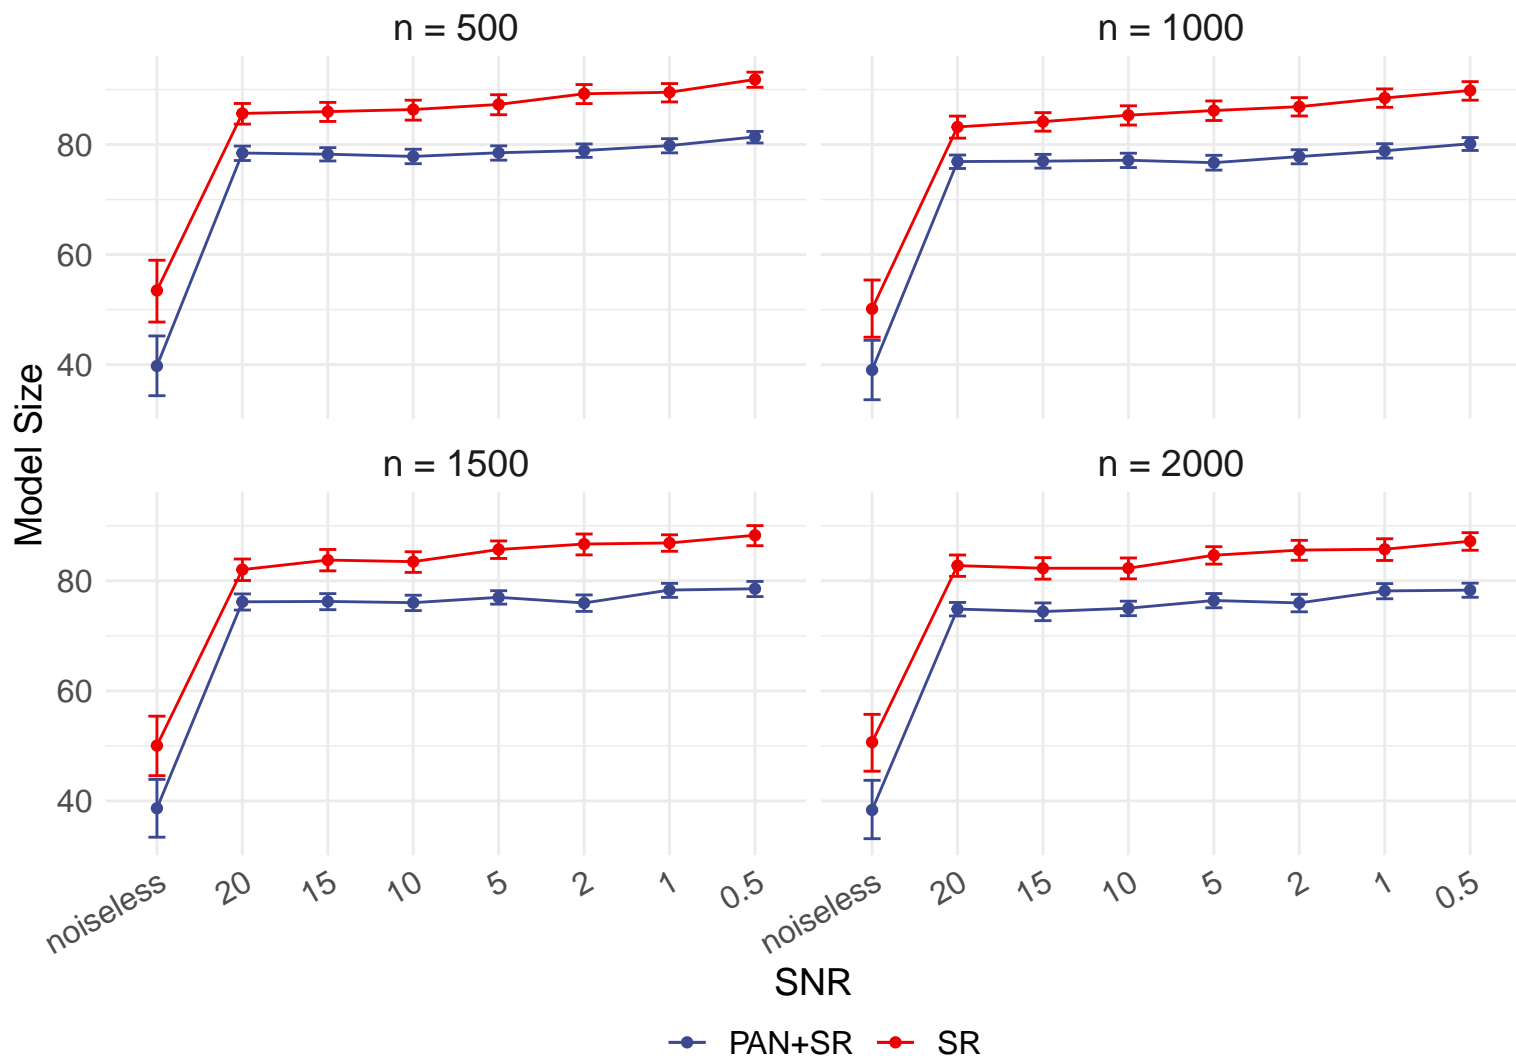 n = 500
n = 1000
80
60
40
Model Size
n = 1500
n = 2000
80
60
40
noiseless 20 15 10 5 2 1 0.5
noiseless 20 15 10 5 2 1 0.5
SNR
PAN+SR SR